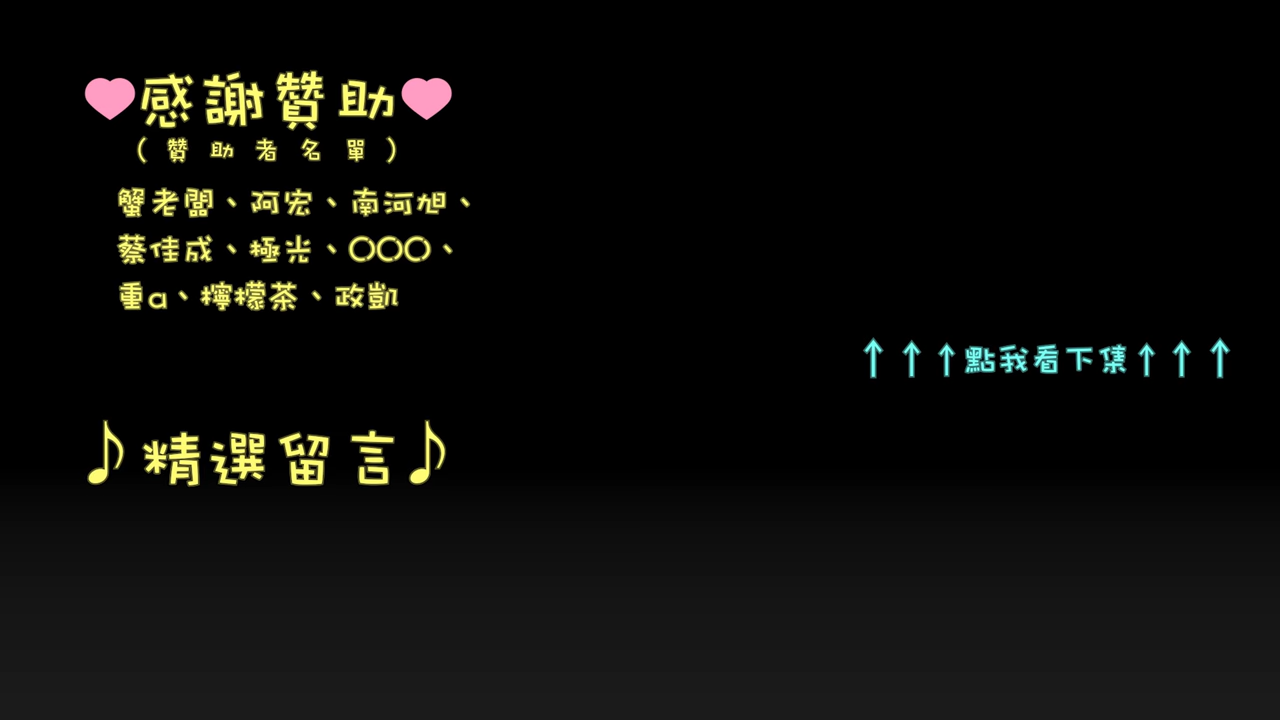 感謝贊助
（贊助者名單）
蟹老闆、阿宏、南河旭、
蔡佳成、極光、〇〇〇、
重a、檸檬茶、政凱
↑↑↑點我看下集↑↑↑
♪精選留言♪